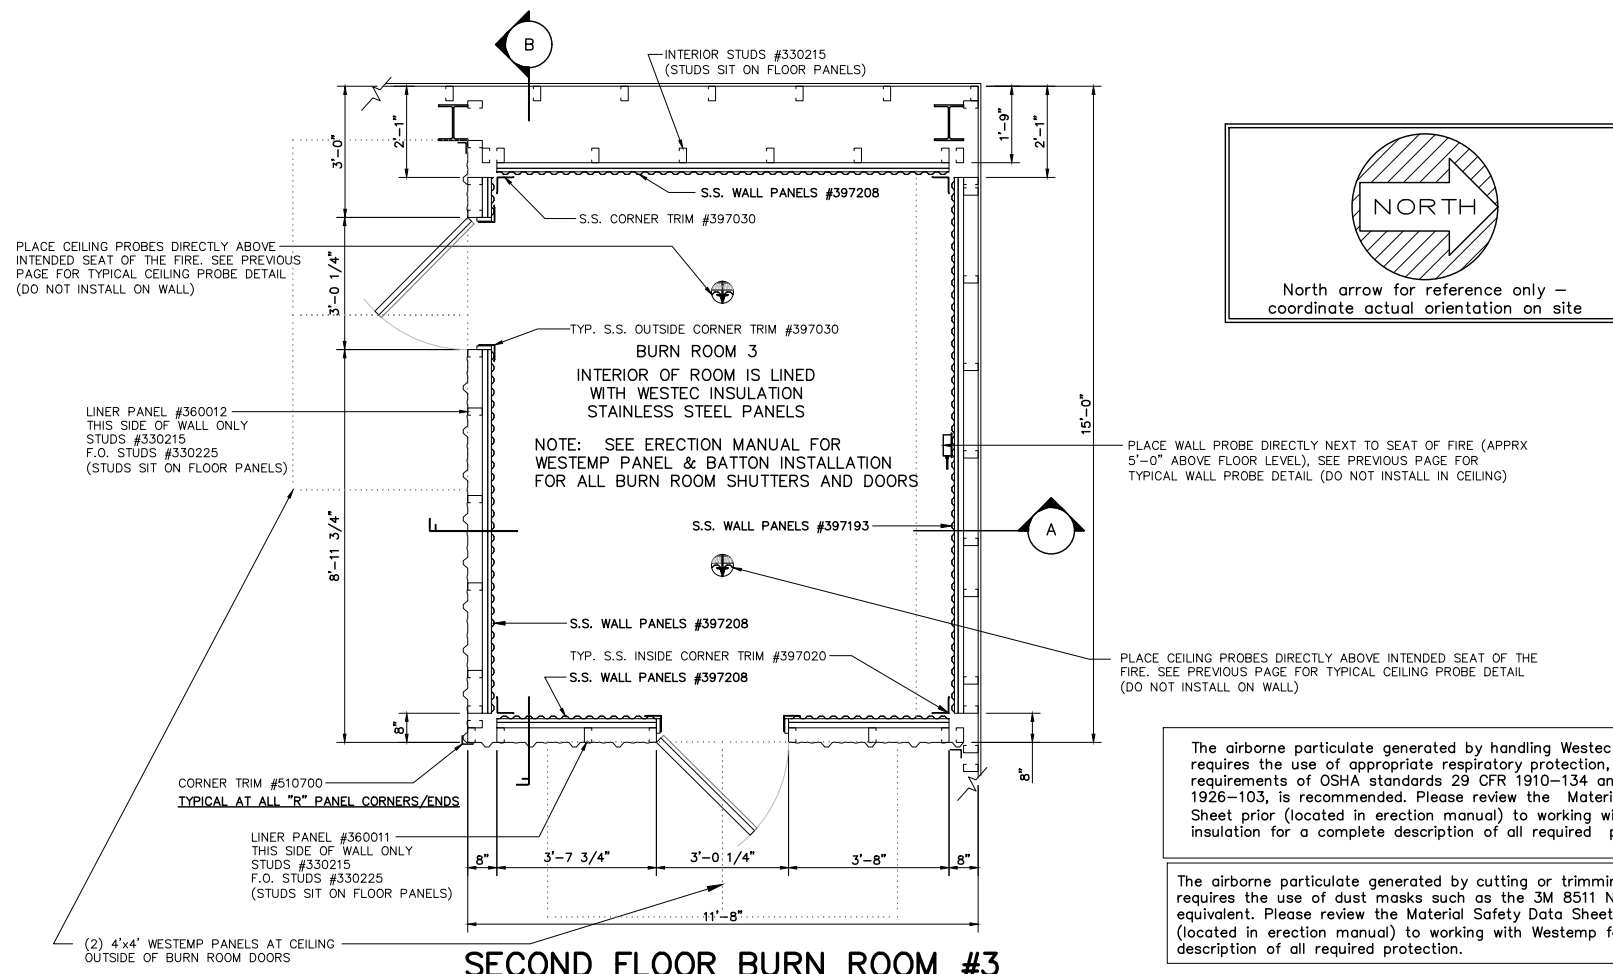 B
INTERIOR STUDS #330215
(STUDS SIT ON FLOOR PANELS)
3'-0"
2'-1"
1'-9"
2'-1"
S.S. WALL PANELS #397208
S.S. CORNER TRIM #397030
NORTH
North arrow for reference only –
coordinate actual orientation on site
PLACE CEILING PROBES DIRECTLY ABOVE
INTENDED SEAT OF THE FIRE. SEE PREVIOUS
PAGE FOR TYPICAL CEILING PROBE DETAIL
(DO NOT INSTALL ON WALL)
3'-0 1/4"
TYP. S.S. OUTSIDE CORNER TRIM #397030
BURN ROOM 3
INTERIOR OF ROOM IS LINED
WITH WESTEC INSULATION
STAINLESS STEEL PANELS
NOTE: SEE ERECTION MANUAL FOR
WESTEMP PANEL & BATTON INSTALLATION
FOR ALL BURN ROOM SHUTTERS AND DOORS
LINER PANEL #360012
THIS SIDE OF WALL ONLY
STUDS #330215
F.O. STUDS #330225
(STUDS SIT ON FLOOR PANELS)
15'-0"
PLACE WALL PROBE DIRECTLY NEXT TO SEAT OF FIRE (APPRX
5'-0" ABOVE FLOOR LEVEL), SEE PREVIOUS PAGE FOR
TYPICAL WALL PROBE DETAIL (DO NOT INSTALL IN CEILING)
8'-11 3/4"
S.S. WALL PANELS #397193
A
S.S. WALL PANELS #397208
TYP. S.S. INSIDE CORNER TRIM #397020
S.S. WALL PANELS #397208
PLACE CEILING PROBES DIRECTLY ABOVE INTENDED SEAT OF THE
FIRE. SEE PREVIOUS PAGE FOR TYPICAL CEILING PROBE DETAIL
(DO NOT INSTALL ON WALL)
8"
8"
CORNER TRIM #510700
TYPICAL AT ALL "R" PANEL CORNERS/ENDS
LINER PANEL #360011
THIS SIDE OF WALL ONLY
STUDS #330215
F.O. STUDS #330225
(STUDS SIT ON FLOOR PANELS)
8"
3'-7 3/4"
3'-0 1/4"
3'-8"
8"
11'-8"
(2) 4'x4' WESTEMP PANELS AT CEILING
OUTSIDE OF BURN ROOM DOORS
SECOND FLOOR BURN ROOM #3
The airborne particulate generated by handling Westec
requires the use of appropriate respiratory protection,
requirements of OSHA standards 29 CFR 1910–134 an
1926–103, is recommended. Please review the Materi
Sheet prior (located in erection manual) to working wi
insulation for a complete description of all required p
The airborne particulate generated by cutting or trimmin
requires the use of dust masks such as the 3M 8511 N
equivalent. Please review the Material Safety Data Sheet
(located in erection manual) to working with Westemp f
description of all required protection.